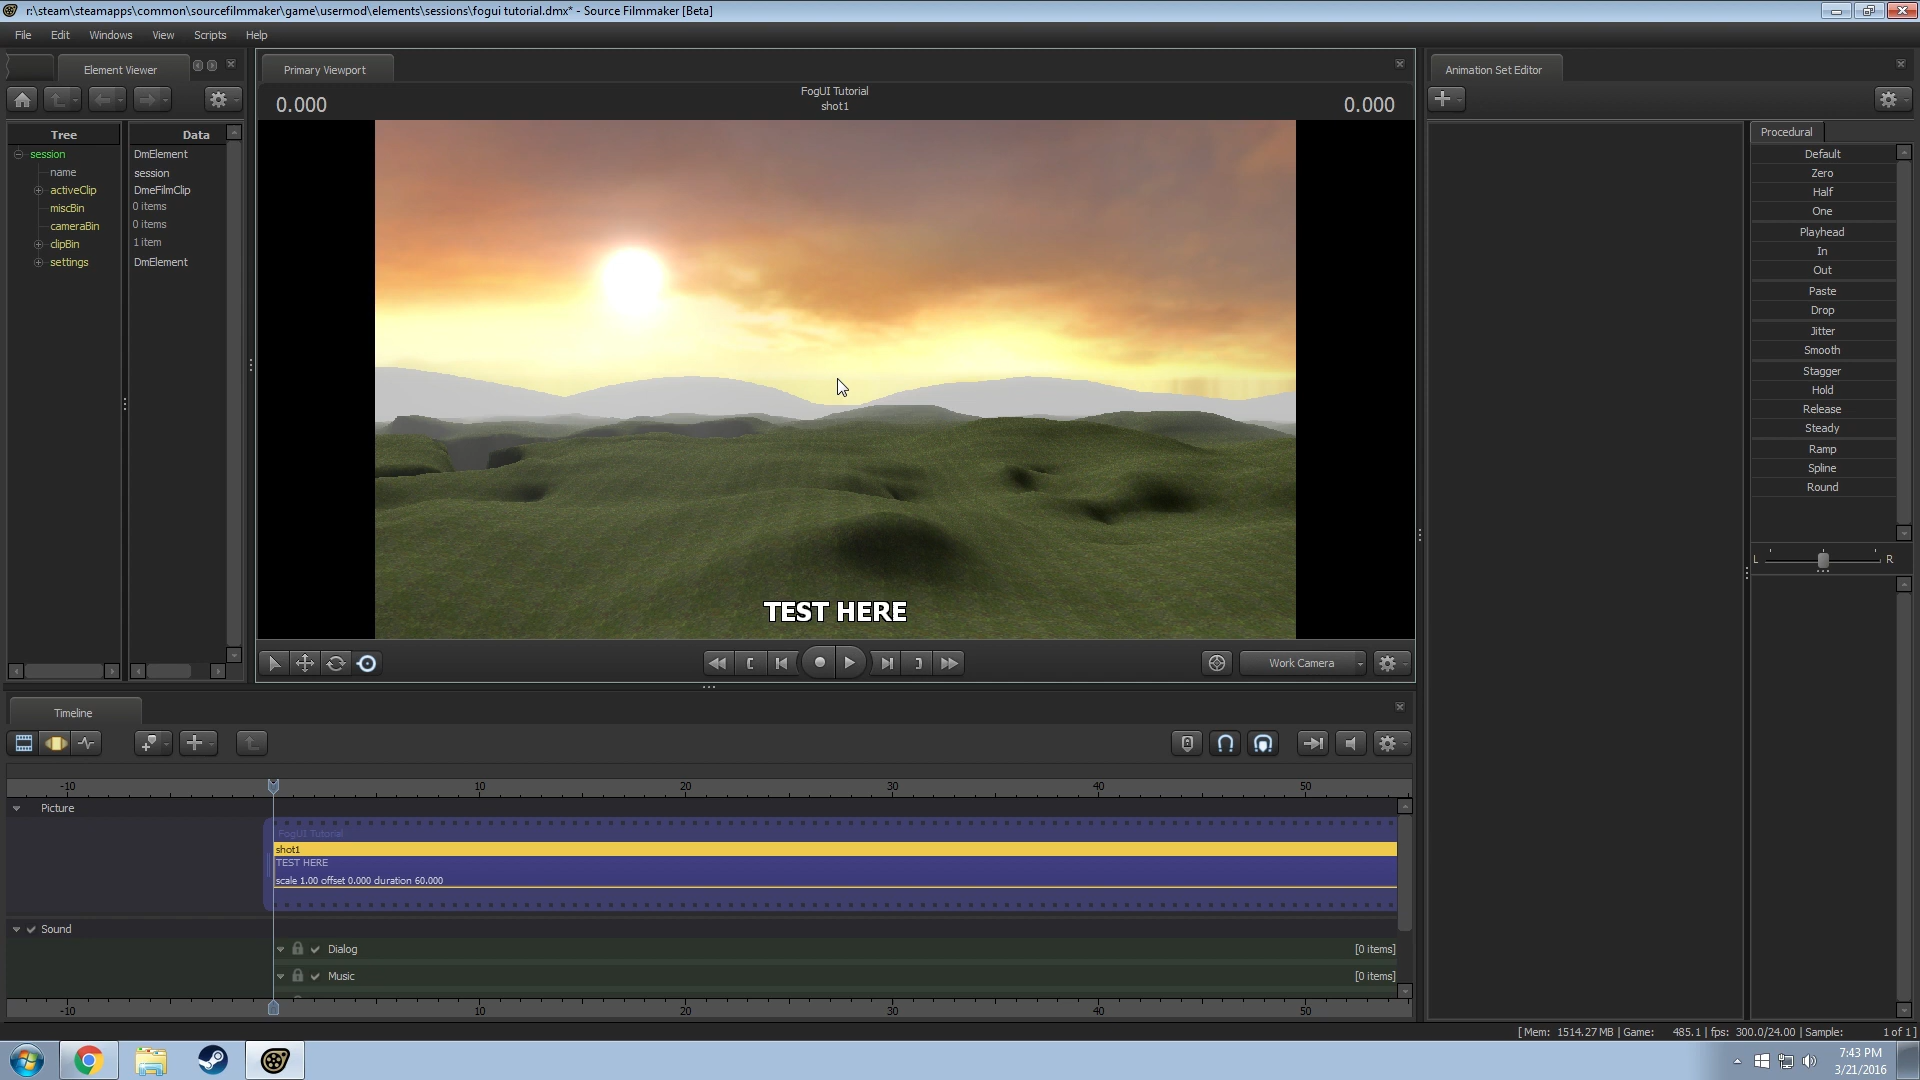 r:\steam\steamapps\common\sourcefilmmaker\game\usermod\elements\sessions\fogui tutorial.dmx* - Source Filmmaker [Beta]
File Edit Windows View Scripts Help
Element Viewer
Primary Viewport
Animation Set Editor
0.000
FogUI Tutorial
shot1
0.000
Tree Data
session DmElement
name session
activeClip DmeFilmClip
miscBin 0 items
cameraBin 0 items
clipBin 1 item
settings DmElement
TEST HERE
Work Camera
Procedural
Default
Zero
Half
One
Playhead
In
Out
Paste
Drop
Jitter
Smooth
Stagger
Hold
Release
Steady
Ramp
Spline
Round
L R
Timeline
-10 10 20 30 40 50
Picture
FogUI Tutorial
shot1
TEST HERE
scale 1.00 offset 0.000 duration 60.000
Sound
Dialog [0 items]
Music [0 items]
-10 10 20 30 40 50
[ Mem: 1514.27 MB | Game: 485.1 | fps: 300.0/24.00 | Sample: 1 of 1 ]
7:43 PM
3/21/2016